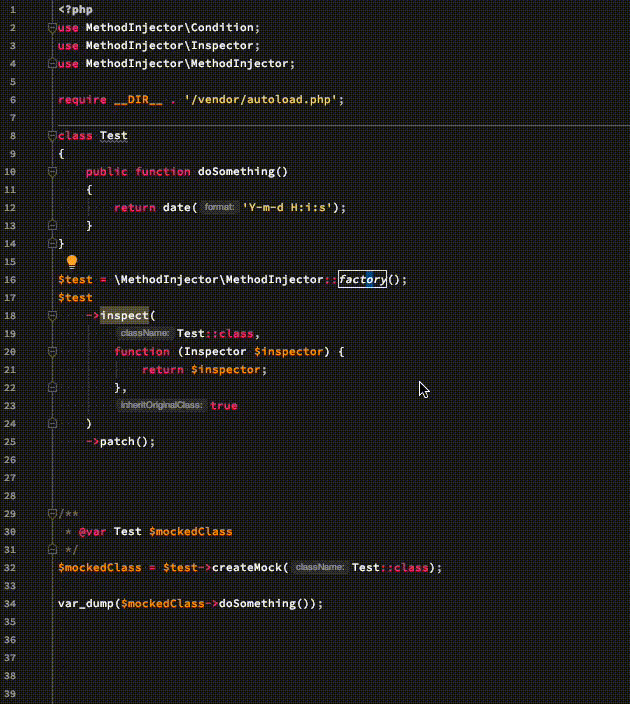 1 <?php
2 use MethodInjector\Condition;
3 use MethodInjector\Inspector;
4 use MethodInjector\MethodInjector;
5
6 require __DIR__ . '/vendor/autoload.php';
7
8 class Test
9 {
10 public function doSomething()
11 {
12 return date( format: 'Y-m-d H:i:s');
13 }
14 }
15
16 $test = \MethodInjector\MethodInjector::factory();
17 $test
18 ->inspect(
19 className: Test::class,
20 function (Inspector $inspector) {
21 return $inspector;
22 },
23 inheritOriginalClass: true
24 )
25 ->patch();
26
27
28
29 /**
30 * @var Test $mockedClass
31 */
32 $mockedClass = $test->createMock( className: Test::class);
33
34 var_dump($mockedClass->doSomething());
35
36
37
38
39